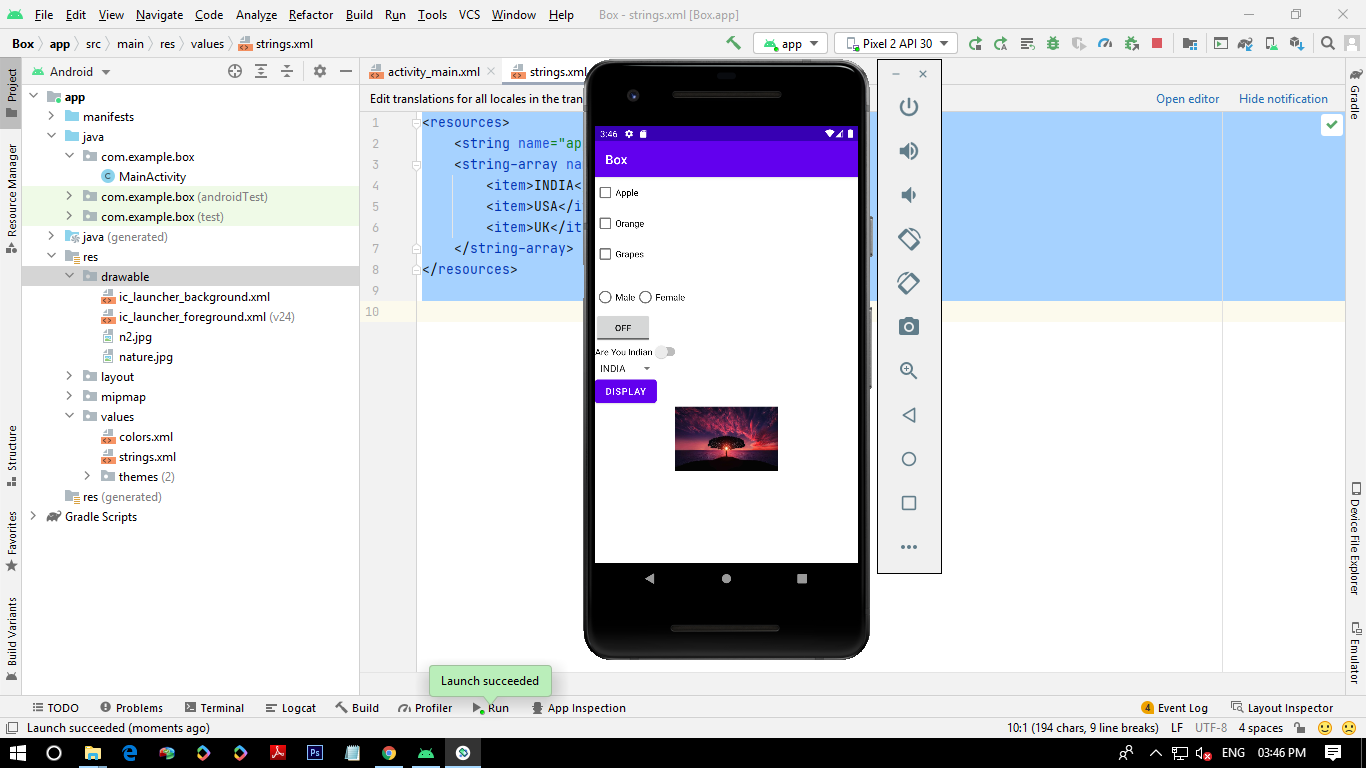 File Edit View Navigate Code Analyze Refactor Build Run Tools VCS Window Help Box - strings.xml [Box.app]
Box app src main res values strings.xml app Pixel 2 API 30
Android activity_main.xml strings.xml
Edit translations for all locales in the tran Open editor Hide notification
Project
Resource Manager
Structure
Favorites
Build Variants
app
manifests
java
com.example.box
MainActivity
com.example.box (androidTest)
com.example.box (test)
java (generated)
res
drawable
ic_launcher_background.xml
ic_launcher_foreground.xml (v24)
n2.jpg
nature.jpg
layout
mipmap
values
colors.xml
strings.xml
themes (2)
res (generated)
Gradle Scripts
1 <resources>
2 <string name="ap
3 <string-array na
4 <item>INDIA<
5 <item>USA</i
6 <item>UK</it
7 </string-array>
8 </resources>
9
10
3:46
Box
Apple
Orange
Grapes
Male Female
OFF
Are You Indian
INDIA
DISPLAY
Gradle
Device File Explorer
Emulator
Launch succeeded
TODO Problems Terminal Logcat Build Profiler Run App Inspection 4 Event Log Layout Inspector
Launch succeeded (moments ago) 10:1 (194 chars, 9 line breaks) LF UTF-8 4 spaces
Ps ENG 03:46 PM